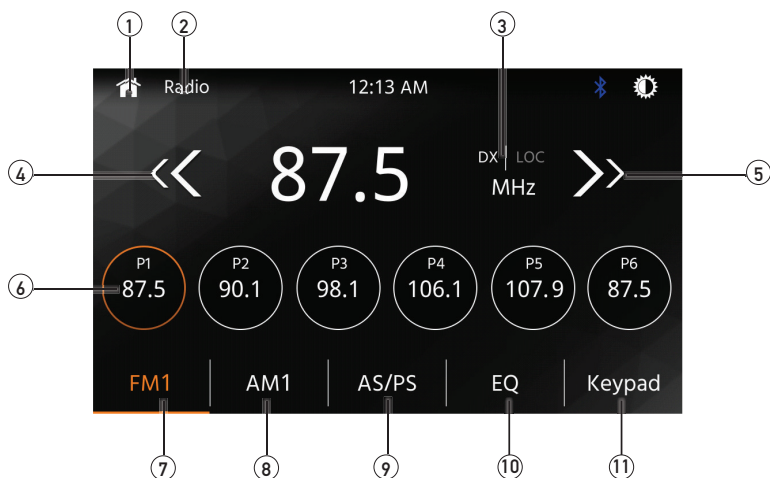 1 2 3
Radio 12:13 AM
87.5 DX LOC
MHz
4 5
P1 P2 P3 P4 P5 P6
6 87.5 90.1 98.1 106.1 107.9 87.5
FM1 AM1 AS/PS EQ Keypad
7 8 9 10 11